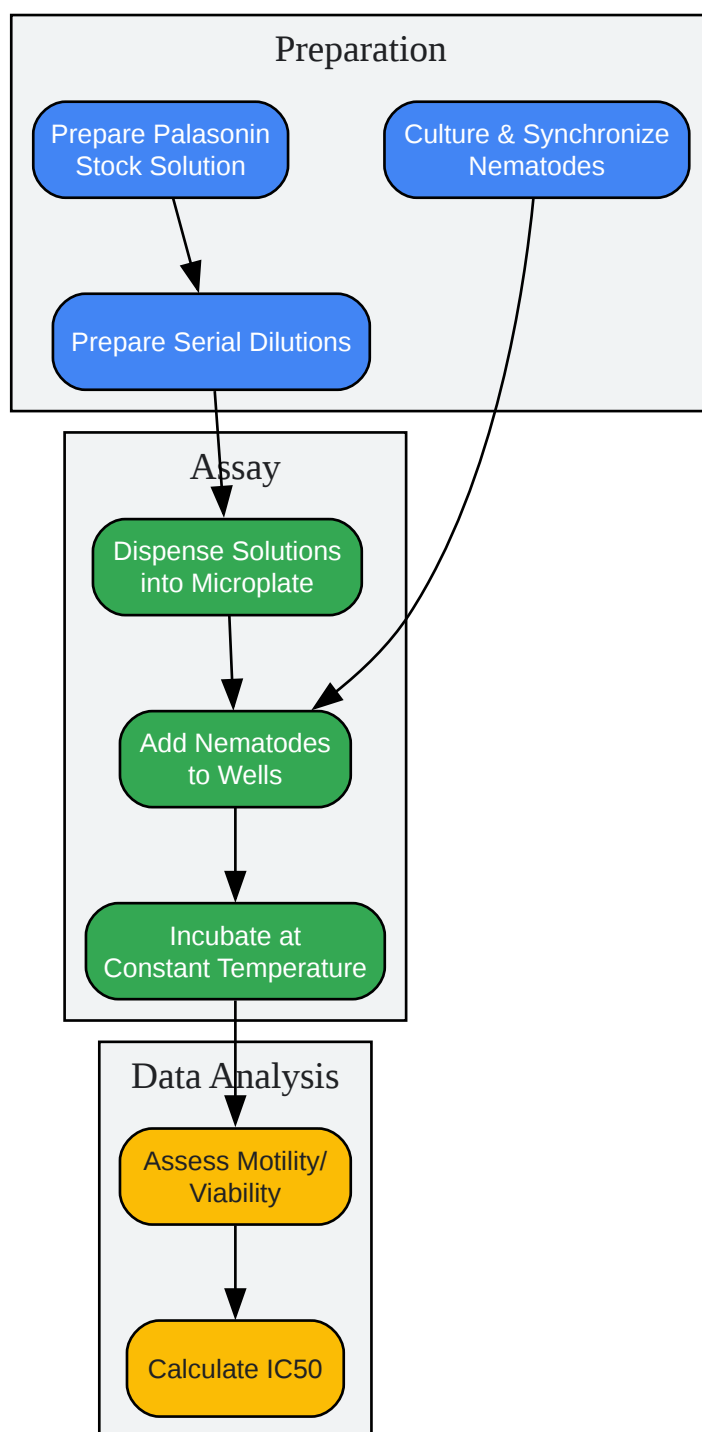 Preparation
Prepare Palasonin
Stock Solution
Culture & Synchronize
Nematodes
Prepare Serial Dilutions
Assay
Dispense Solutions
into Microplate
Add Nematodes
to Wells
Incubate at
Constant Temperature
Data Analysis
Assess Motility/
Viability
Calculate IC50